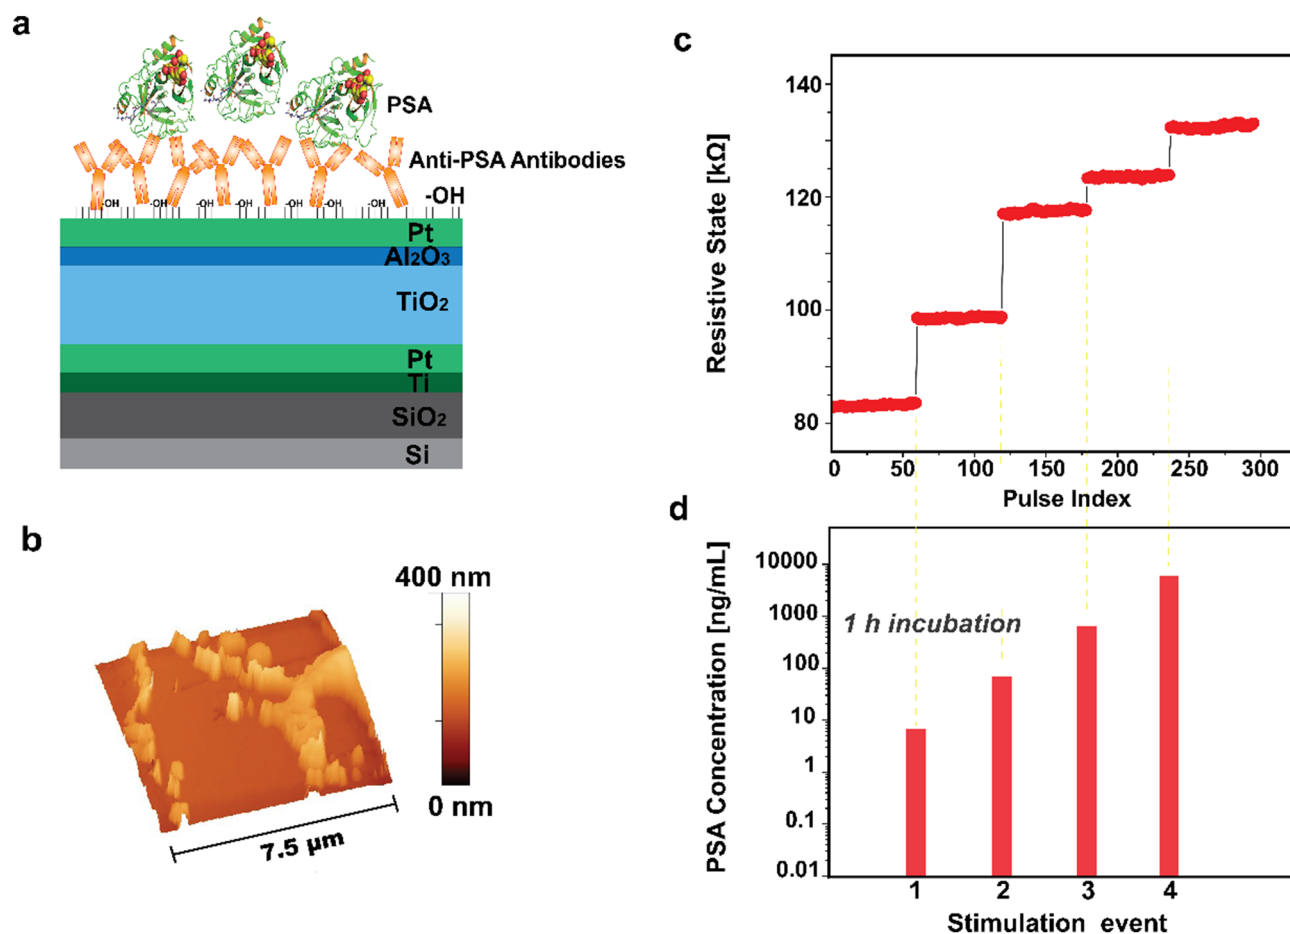 a
PSA
Anti-PSA Antibodies
-OH
-OH -OH -OH -OH -OH -OH -OH
Pt
Al2O3
TiO2
Pt
Ti
SiO2
Si
b
400 nm
0 nm
7.5 µm
c
Resistive State [kΩ]
140
120
100
80
0 50 100 150 200 250 300
Pulse Index
d
PSA Concentration [ng/mL]
10000
1000
100
10
1
0.1
0.01
1 h incubation
1 2 3 4
Stimulation event